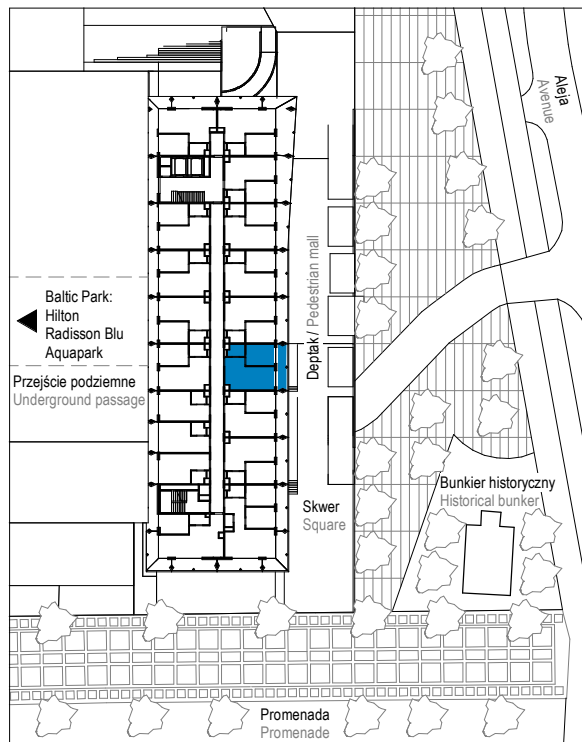 Aleja
Avenue
Baltic Park:
Hilton
Radisson Blu
Aquapark
Deptak / Pedestrian mall
Przejście podziemne
Underground passage
Bunkier historyczny
Historical bunker
Skwer
Square
Promenada
Promenade